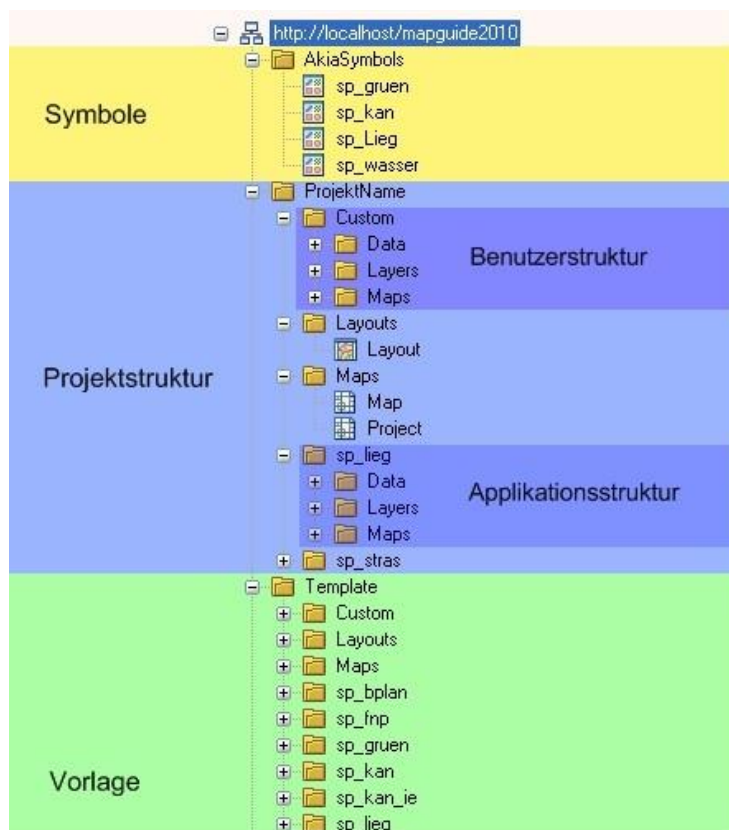 http://localhost/mapguide2010
AkiaSymbols
sp_gruen
Symbole
sp_kan
sp_Lieg
sp_wasser
ProjektName
Custom
Data
Benutzerstruktur
Layers
Maps
Layouts
Layout
Projektstruktur
Maps
Map
Project
sp_lieg
Data
Applikationsstruktur
Layers
Maps
sp_stras
Template
Custom
Layouts
Maps
sp_bplan
sp_fnp
sp_gruen
sp_kan
Vorlage
sp_kan_ie
sp_lieg